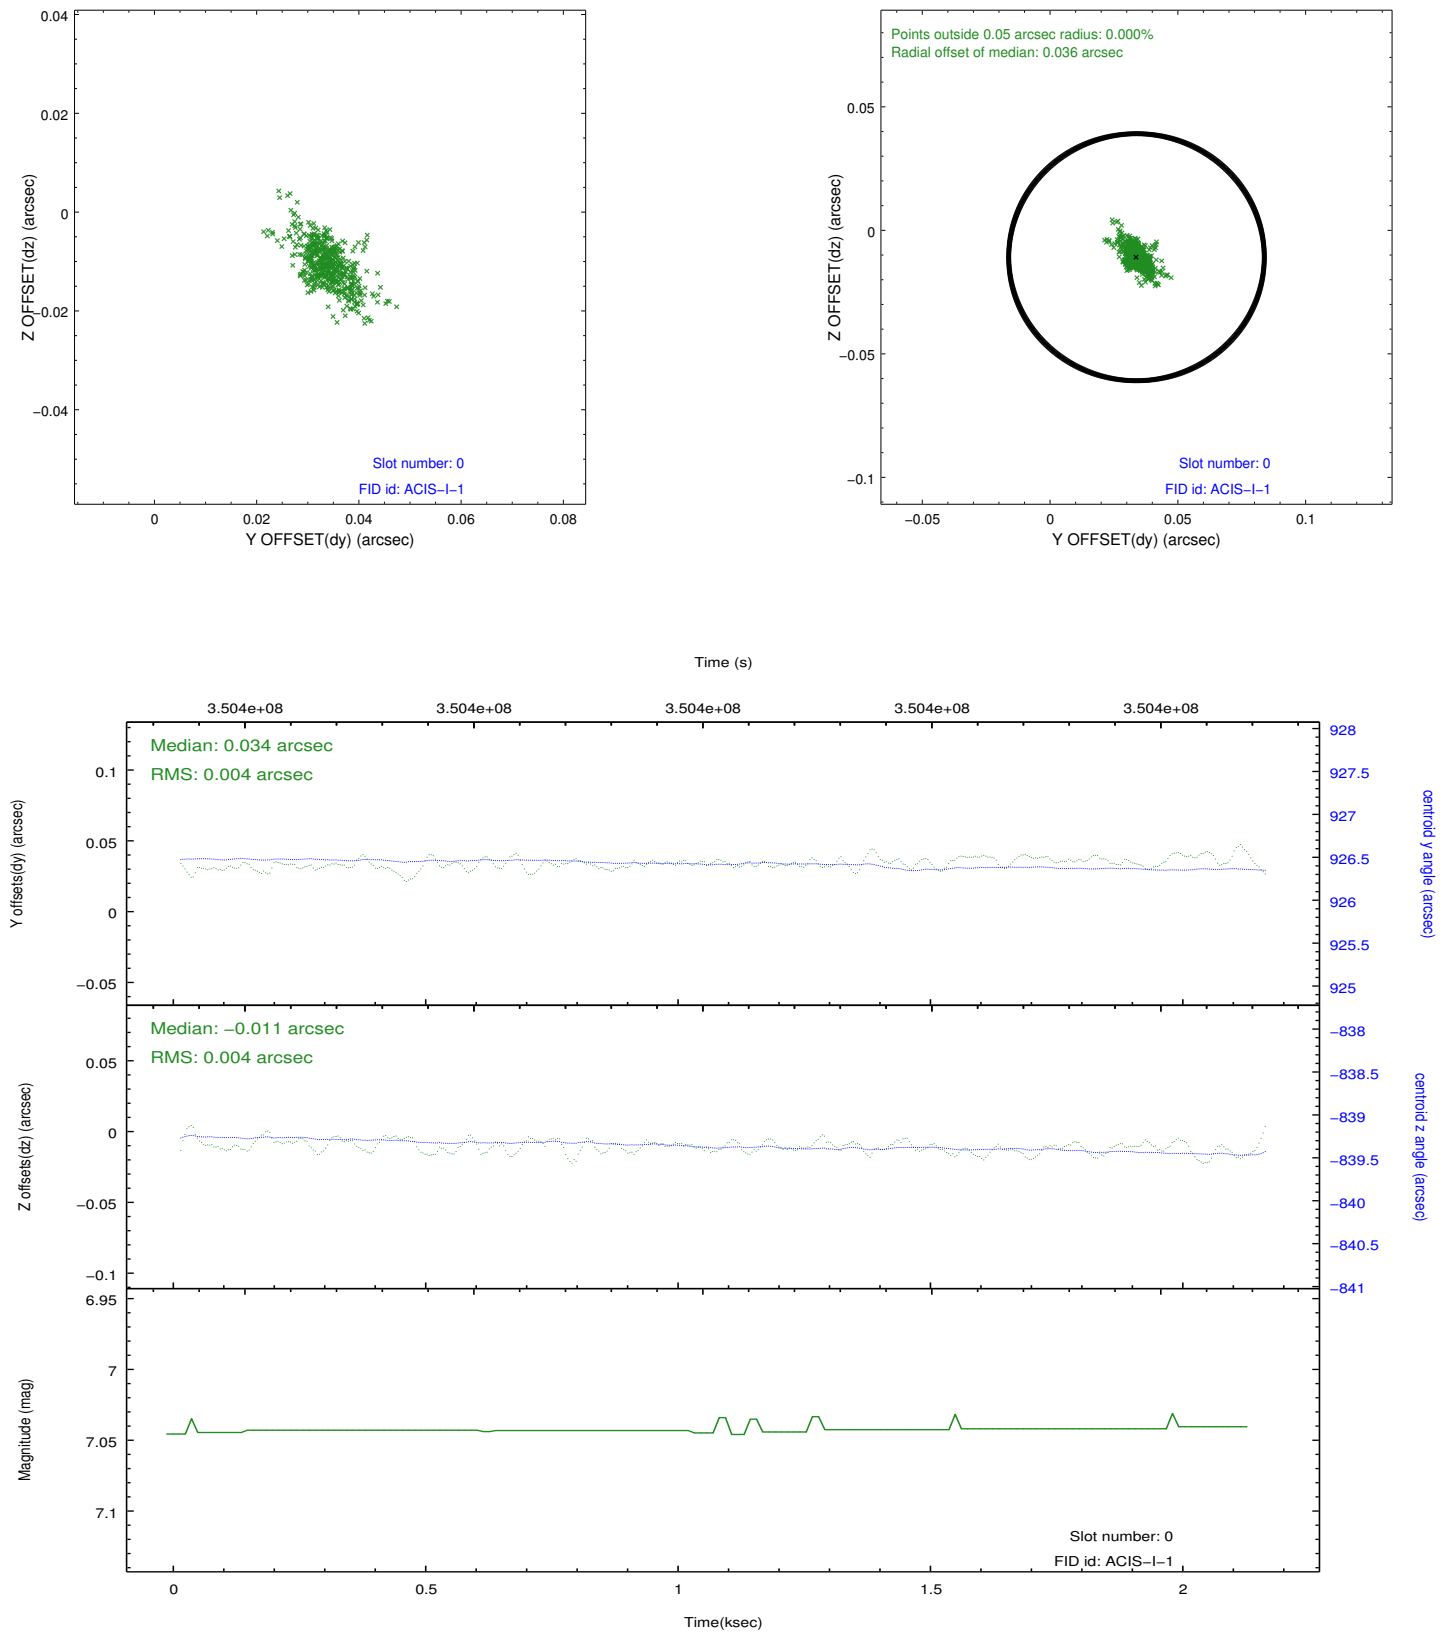 0.04
0.02
0
−0.02
−0.04
Z OFFSET(dz) (arcsec)
Slot number: 0
FID id: ACIS−I−1
0
0.02
0.04
0.06
0.08
Y OFFSET(dy) (arcsec)
Points outside 0.05 arcsec radius: 0.000%
Radial offset of median: 0.036 arcsec
0.05
0
−0.05
−0.1
Z OFFSET(dz) (arcsec)
Slot number: 0
FID id: ACIS−I−1
−0.05
0
0.05
0.1
Y OFFSET(dy) (arcsec)
Time (s)
3.504e+08
3.504e+08
3.504e+08
3.504e+08
3.504e+08
Median: 0.034 arcsec
RMS: 0.004 arcsec
0.1
0.05
0
−0.05
Y offsets(dy) (arcsec)
928
927.5
927
926.5
926
925.5
925
centroid y angle (arcsec)
Median: −0.011 arcsec
RMS: 0.004 arcsec
0.05
0
−0.05
−0.1
Z offsets(dz) (arcsec)
−838
−838.5
−839
−839.5
−840
−840.5
−841
centroid z angle (arcsec)
6.95
7
7.05
7.1
Magnitude (mag)
Slot number: 0
FID id: ACIS−I−1
0
0.5
1
1.5
2
Time(ksec)